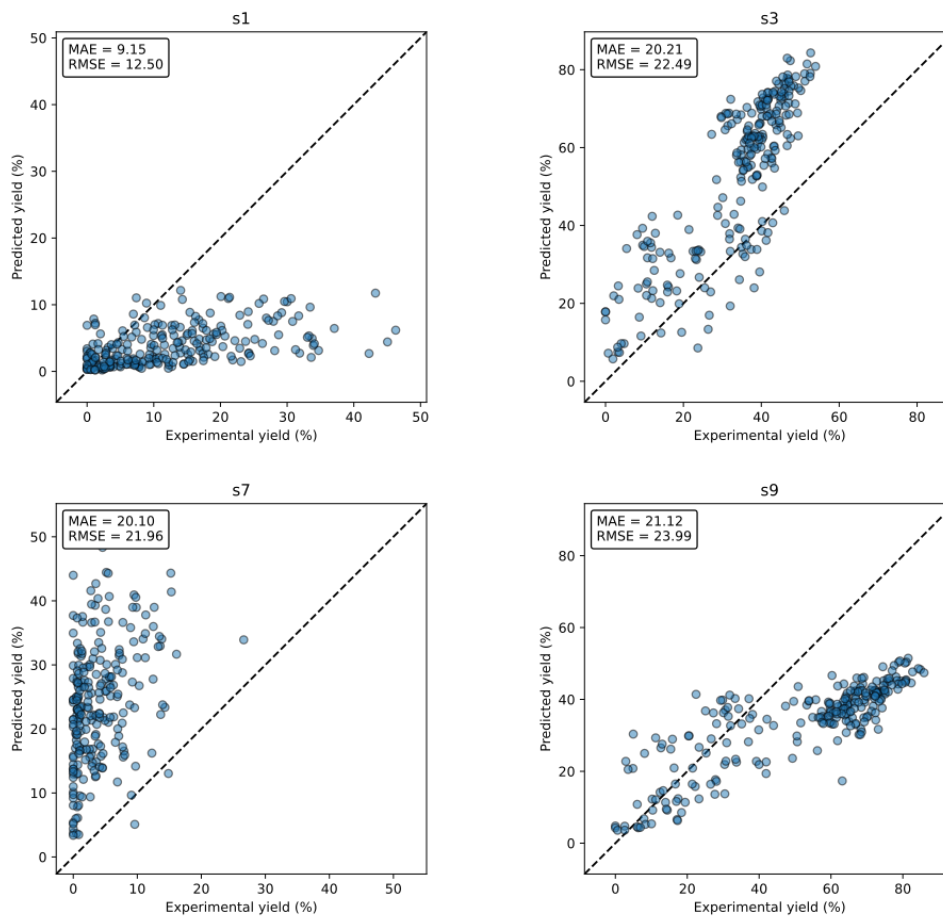 s1
MAE = 9.15
RMSE = 12.50
50
40
30
20
10
0
Predicted yield (%)
0 10 20 30 40 50
Experimental yield (%)
s3
MAE = 20.21
RMSE = 22.49
80
60
40
20
0
Predicted yield (%)
0 20 40 60 80
Experimental yield (%)
s7
MAE = 20.10
RMSE = 21.96
50
40
30
20
10
0
Predicted yield (%)
0 10 20 30 40 50
Experimental yield (%)
s9
MAE = 21.12
RMSE = 23.99
80
60
40
20
0
Predicted yield (%)
0 20 40 60 80
Experimental yield (%)